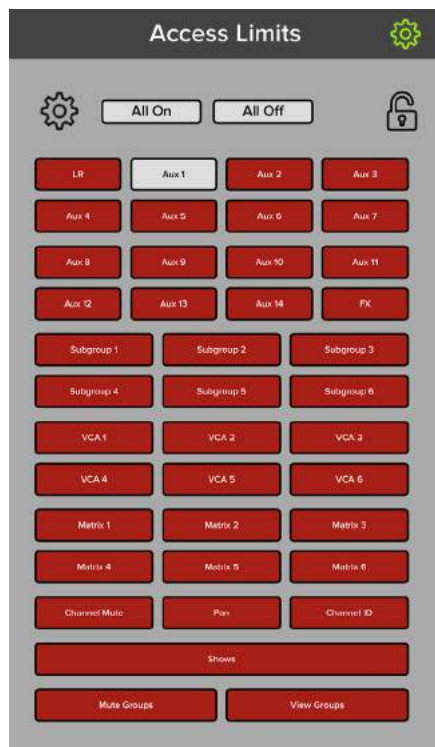 Access Limits
All On All Off
LR Aux 1 Aux 2 Aux 3
Aux 4 Aux 5 Aux 6 Aux 7
Aux 8 Aux 9 Aux 10 Aux 11
Aux 12 Aux 13 Aux 14 FX
Subgroup 1 Subgroup 2 Subgroup 3
Subgroup 4 Subgroup 5 Subgroup 6
VCA 1 VCA 2 VCA 3
VCA 4 VCA 5 VCA 6
Matrix 1 Matrix 2 Matrix 3
Matrix 4 Matrix 5 Matrix 6
Channel Mute Pan Channel ID
Shows
Mute Groups View Groups